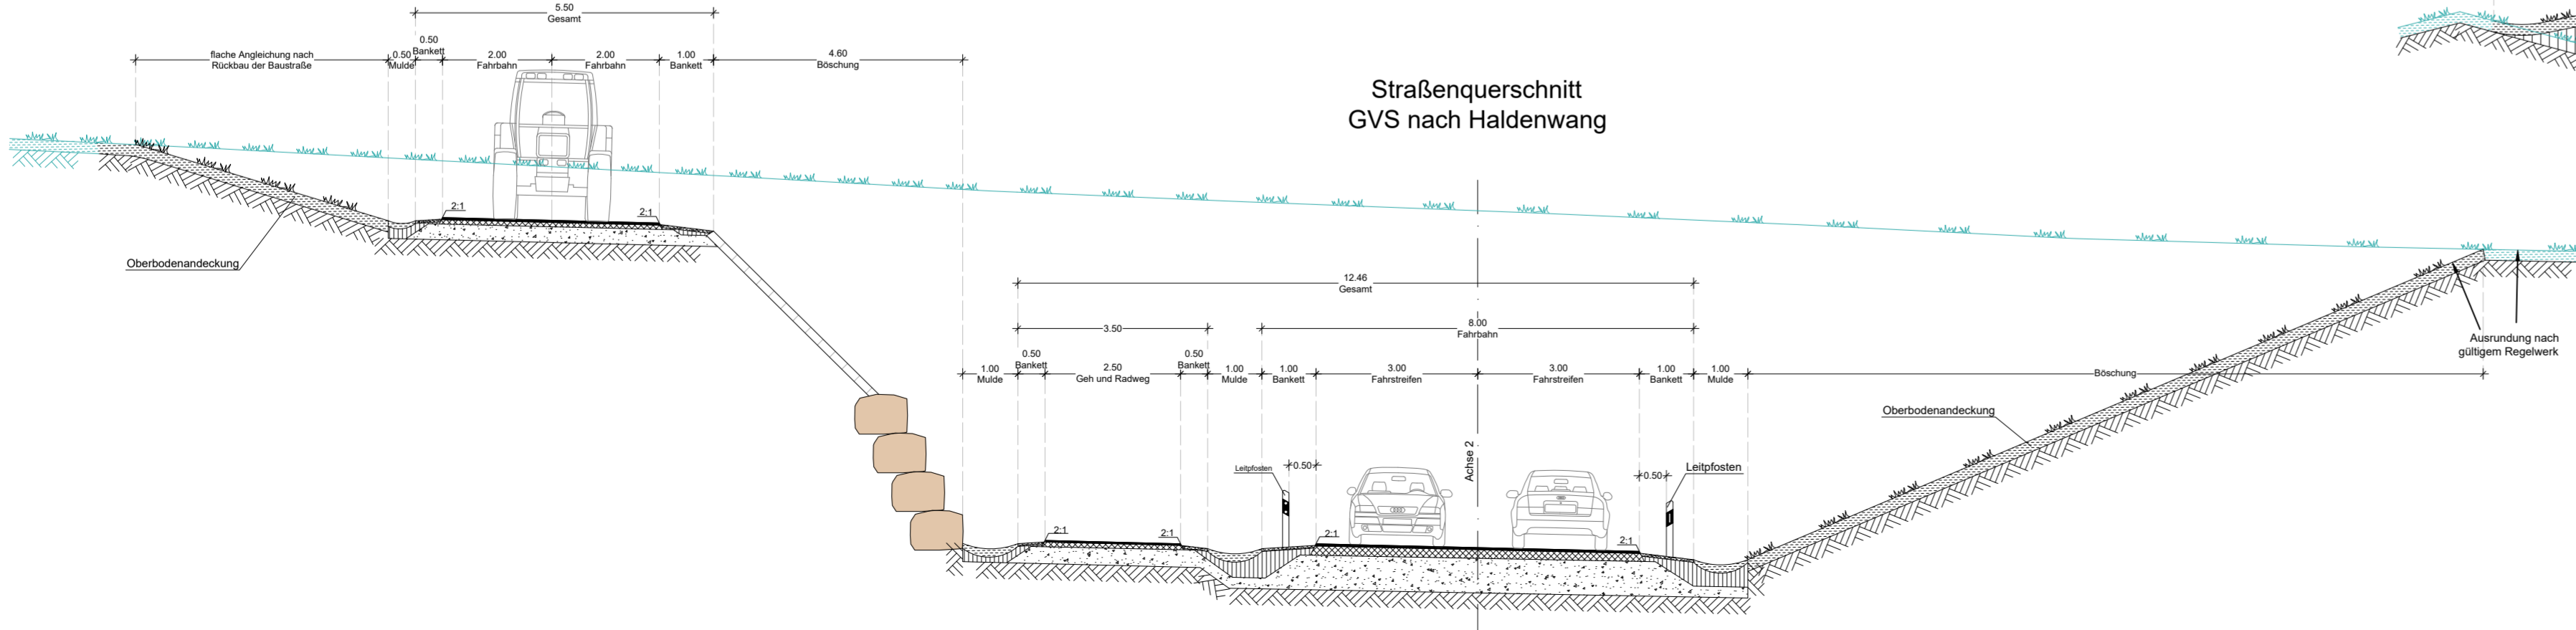 5.50
Gesamt
flache Angleichung nach
Rückbau der Baustraße
0.50
Mulde
0.50
Bankett
2.00
Fahrbahn
2.00
Fahrbahn
1.00
Bankett
4.60
Böschung
Straßenquerschnitt
GVS nach Haldenwang
2:1
2:1
Oberbodenandeckung
12.46
Gesamt
3.50
8.00
Fahrbahn
1.00
Mulde
0.50
Bankett
2.50
Geh und Radweg
0.50
Bankett
1.00
Mulde
1.00
Bankett
3.00
Fahrstreifen
3.00
Fahrstreifen
1.00
Bankett
1.00
Mulde
Böschung
Ausrundung nach
gültigem Regelwerk
Oberbodenandeckung
Achse 2
Leitpfosten
0.50
0.50
Leitpfosten
2:1
2:1
2:1
2:1